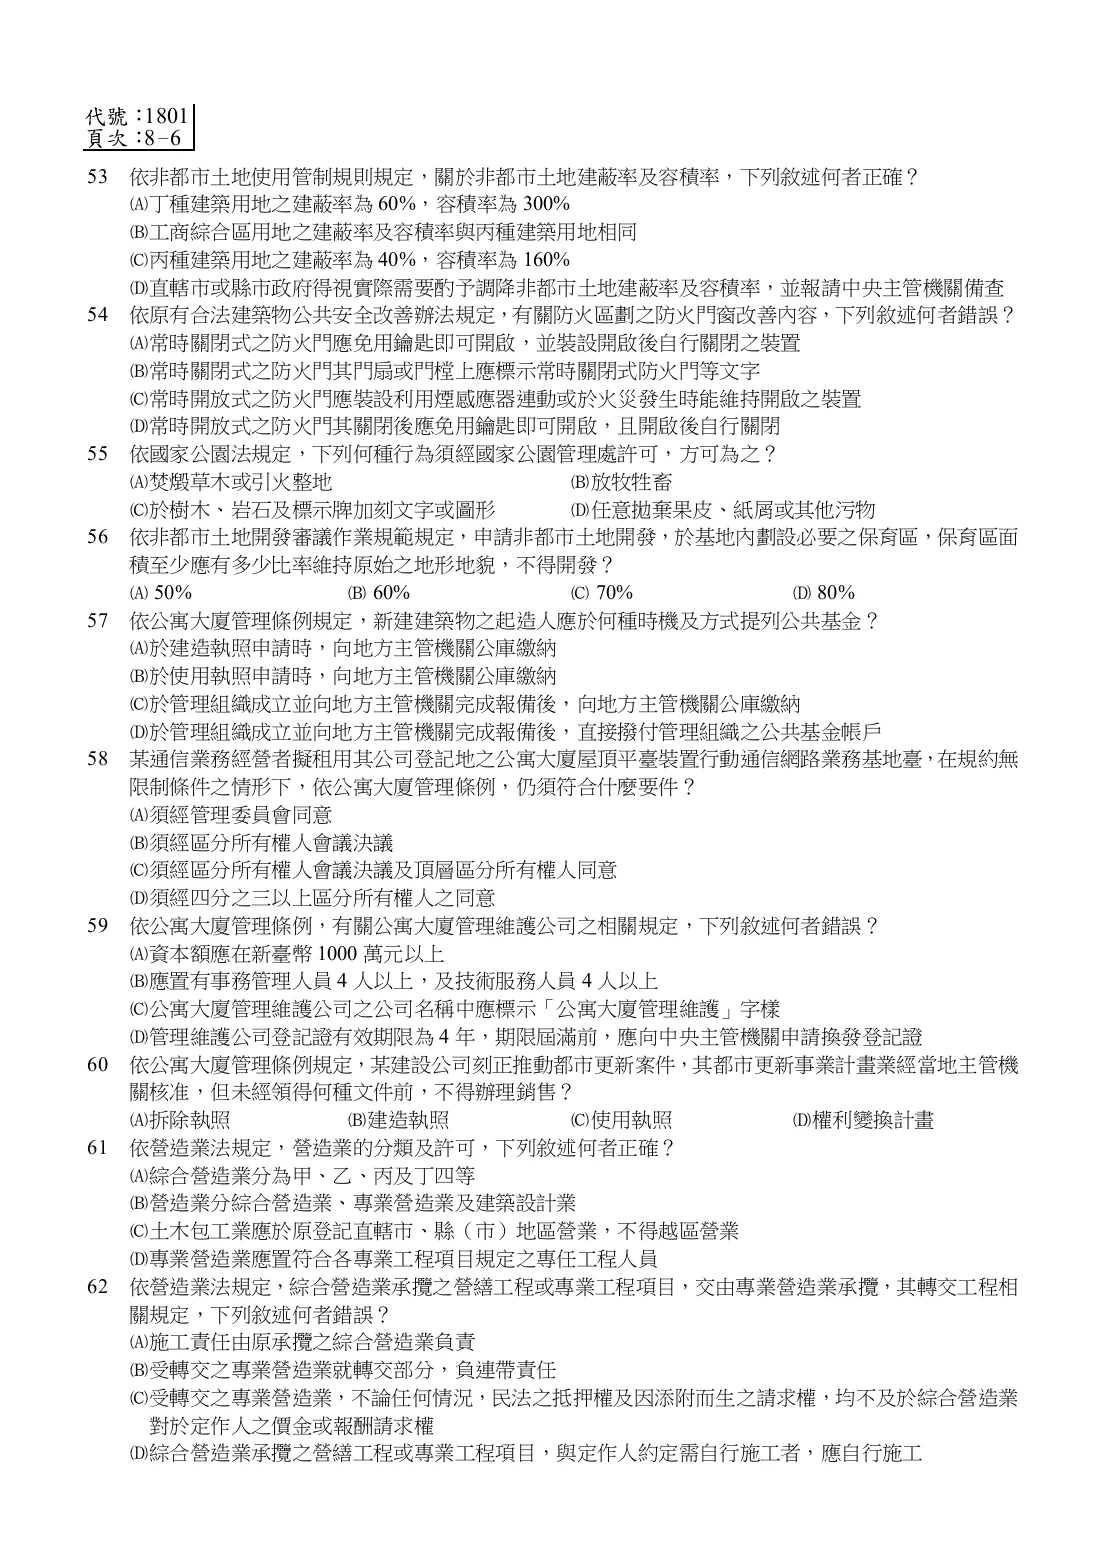 代號：1801
頁次：8－6
53 依非都市土地使用管制規則規定，關於非都市土地建蔽率及容積率，下列敘述何者正確？
(A)丁種建築用地之建蔽率為 60%，容積率為 300%
(B)工商綜合區用地之建蔽率及容積率與丙種建築用地相同
(C)丙種建築用地之建蔽率為 40%，容積率為 160%
(D)直轄市或縣市政府得視實際需要酌予調降非都市土地建蔽率及容積率，並報請中央主管機關備查
54 依原有合法建築物公共安全改善辦法規定，有關防火區劃之防火門窗改善內容，下列敘述何者錯誤？
(A)常時關閉式之防火門應免用鑰匙即可開啟，並裝設開啟後自行關閉之裝置
(B)常時關閉式之防火門其門扇或門樘上應標示常時關閉式防火門等文字
(C)常時開放式之防火門應裝設利用煙感應器連動或於火災發生時能維持開啟之裝置
(D)常時開放式之防火門其關閉後應免用鑰匙即可開啟，且開啟後自行關閉
55 依國家公園法規定，下列何種行為須經國家公園管理處許可，方可為之？
(A)焚燬草木或引火整地 (B)放牧牲畜
(C)於樹木、岩石及標示牌加刻文字或圖形 (D)任意拋棄果皮、紙屑或其他污物
56 依非都市土地開發審議作業規範規定，申請非都市土地開發，於基地內劃設必要之保育區，保育區面
積至少應有多少比率維持原始之地形地貌，不得開發？
(A) 50% (B) 60% (C) 70% (D) 80%
57 依公寓大廈管理條例規定，新建建築物之起造人應於何種時機及方式提列公共基金？
(A)於建造執照申請時，向地方主管機關公庫繳納
(B)於使用執照申請時，向地方主管機關公庫繳納
(C)於管理組織成立並向地方主管機關完成報備後，向地方主管機關公庫繳納
(D)於管理組織成立並向地方主管機關完成報備後，直接撥付管理組織之公共基金帳戶
58 某通信業務經營者擬租用其公司登記地之公寓大廈屋頂平臺裝置行動通信網路業務基地臺，在規約無
限制條件之情形下，依公寓大廈管理條例，仍須符合什麼要件？
(A)須經管理委員會同意
(B)須經區分所有權人會議決議
(C)須經區分所有權人會議決議及頂層區分所有權人同意
(D)須經四分之三以上區分所有權人之同意
59 依公寓大廈管理條例，有關公寓大廈管理維護公司之相關規定，下列敘述何者錯誤？
(A)資本額應在新臺幣 1000 萬元以上
(B)應置有事務管理人員 4 人以上，及技術服務人員 4 人以上
(C)公寓大廈管理維護公司之公司名稱中應標示「公寓大廈管理維護」字樣
(D)管理維護公司登記證有效期限為 4 年，期限屆滿前，應向中央主管機關申請換發登記證
60 依公寓大廈管理條例規定，某建設公司刻正推動都市更新案件，其都市更新事業計畫業經當地主管機
關核准，但未經領得何種文件前，不得辦理銷售？
(A)拆除執照 (B)建造執照 (C)使用執照 (D)權利變換計畫
61 依營造業法規定，營造業的分類及許可，下列敘述何者正確？
(A)綜合營造業分為甲、乙、丙及丁四等
(B)營造業分綜合營造業、專業營造業及建築設計業
(C)土木包工業應於原登記直轄市、縣（市）地區營業，不得越區營業
(D)專業營造業應置符合各專業工程項目規定之專任工程人員
62 依營造業法規定，綜合營造業承攬之營繕工程或專業工程項目，交由專業營造業承攬，其轉交工程相
關規定，下列敘述何者錯誤？
(A)施工責任由原承攬之綜合營造業負責
(B)受轉交之專業營造業就轉交部分，負連帶責任
(C)受轉交之專業營造業，不論任何情況，民法之抵押權及因添附而生之請求權，均不及於綜合營造業
對於定作人之價金或報酬請求權
(D)綜合營造業承攬之營繕工程或專業工程項目，與定作人約定需自行施工者，應自行施工